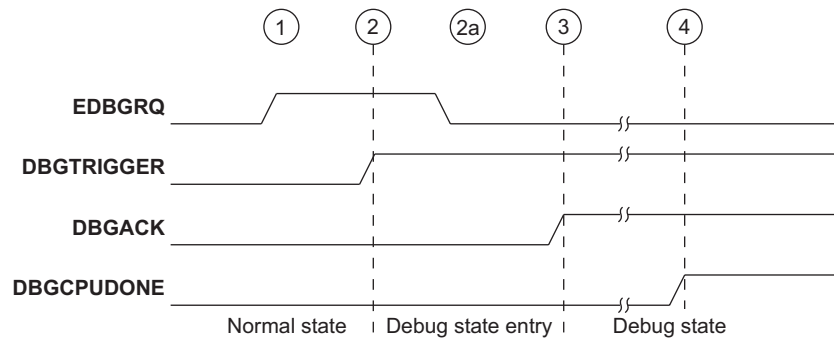 1 2 2a 3 4
EDBGRQ
DBGTRIGGER
DBGACK
DBGCPUDONE
Normal state Debug state entry Debug state